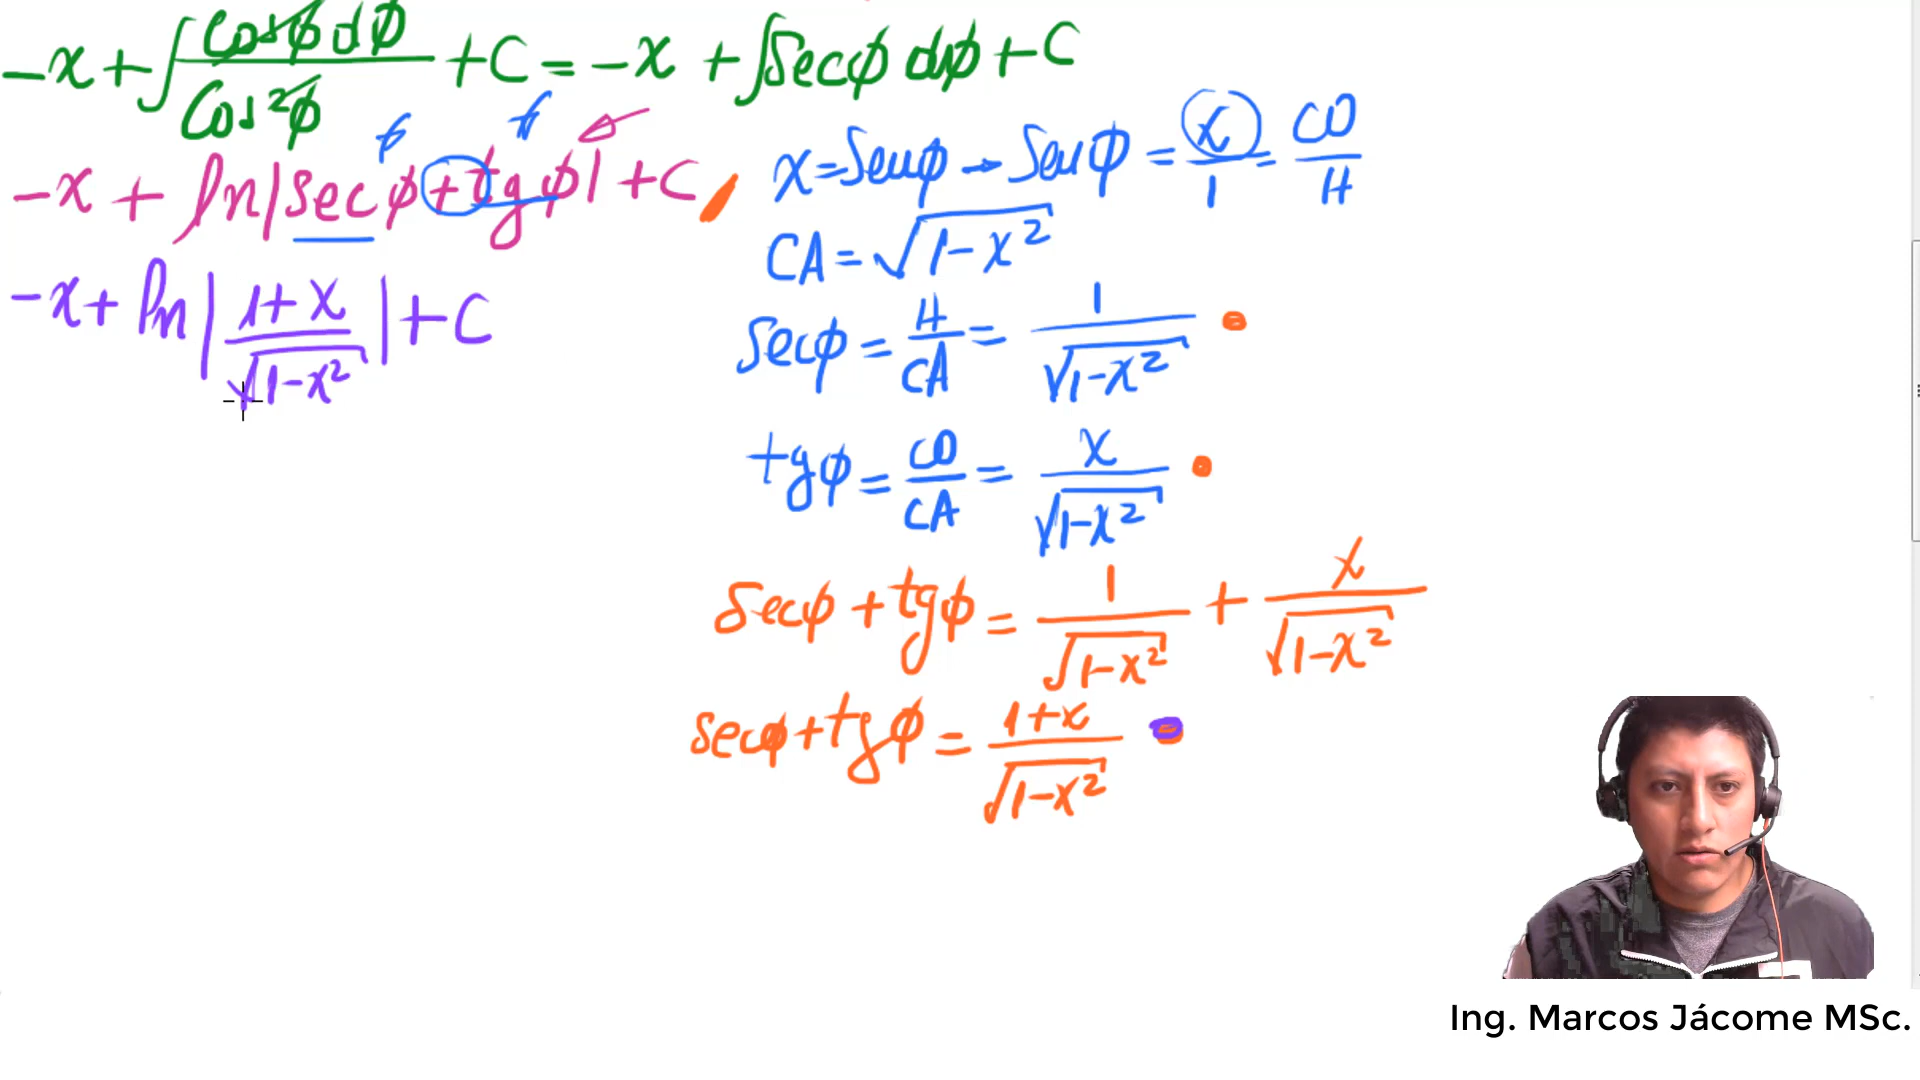 -x + ∫ Cosφ dφ / Cos²φ + C = -x + ∫Secφ dφ + C
-x + ln|secφ + tgφ| + C
-x + ln|1+x / √1-x²| + C
x = Senφ → Senφ = x/1 = CO/H
CA = √1-x²
Secφ = H/CA = 1/√1-x²
tgφ = CO/CA = x/√1-x²
Secφ + tgφ = 1/√1-x² + x/√1-x²
secφ + tgφ = 1+x/√1-x²
Ing. Marcos Jácome MSc.